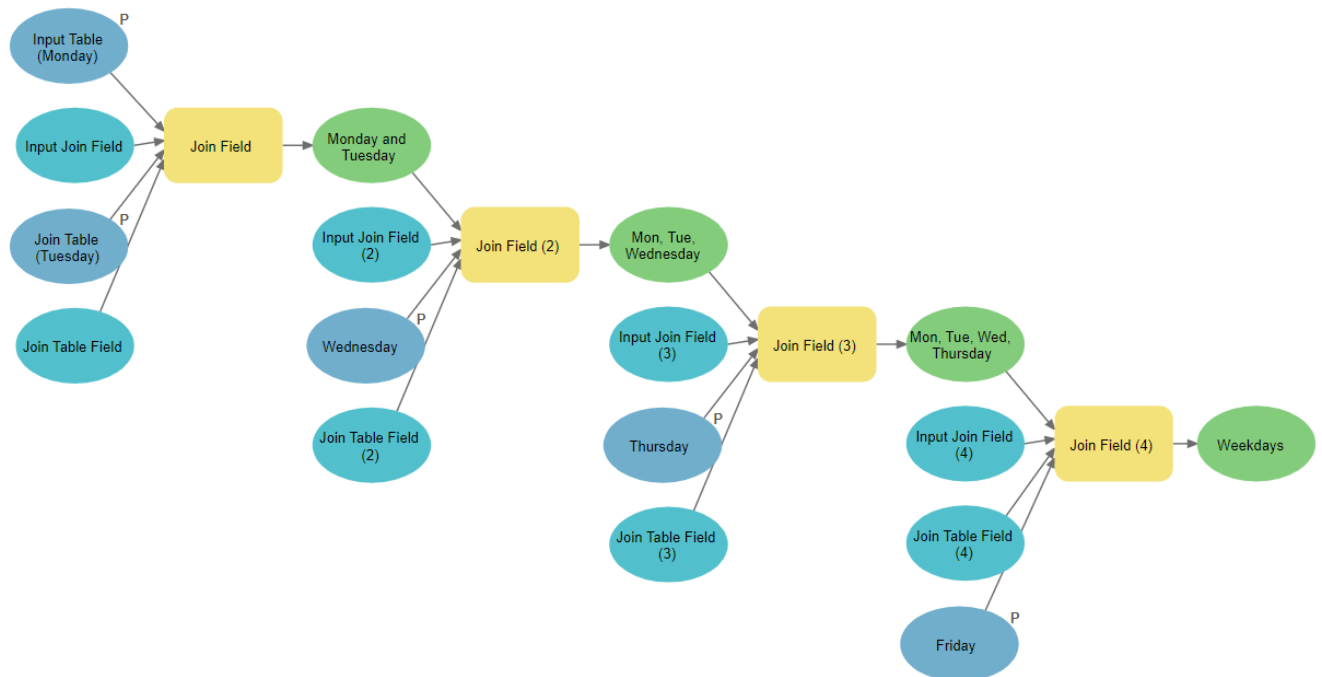 P
Input Table
(Monday)
Input Join Field
Join Field
Monday and
Tuesday
P
Join Table
(Tuesday)
Join Table Field
Input Join Field
(2)
Join Field (2)
Mon, Tue,
Wednesday
P
Wednesday
Join Table Field
(2)
Input Join Field
(3)
Join Field (3)
Mon, Tue, Wed,
Thursday
P
Thursday
Join Table Field
(3)
Input Join Field
(4)
Join Field (4)
Weekdays
Join Table Field
(4)
P
Friday